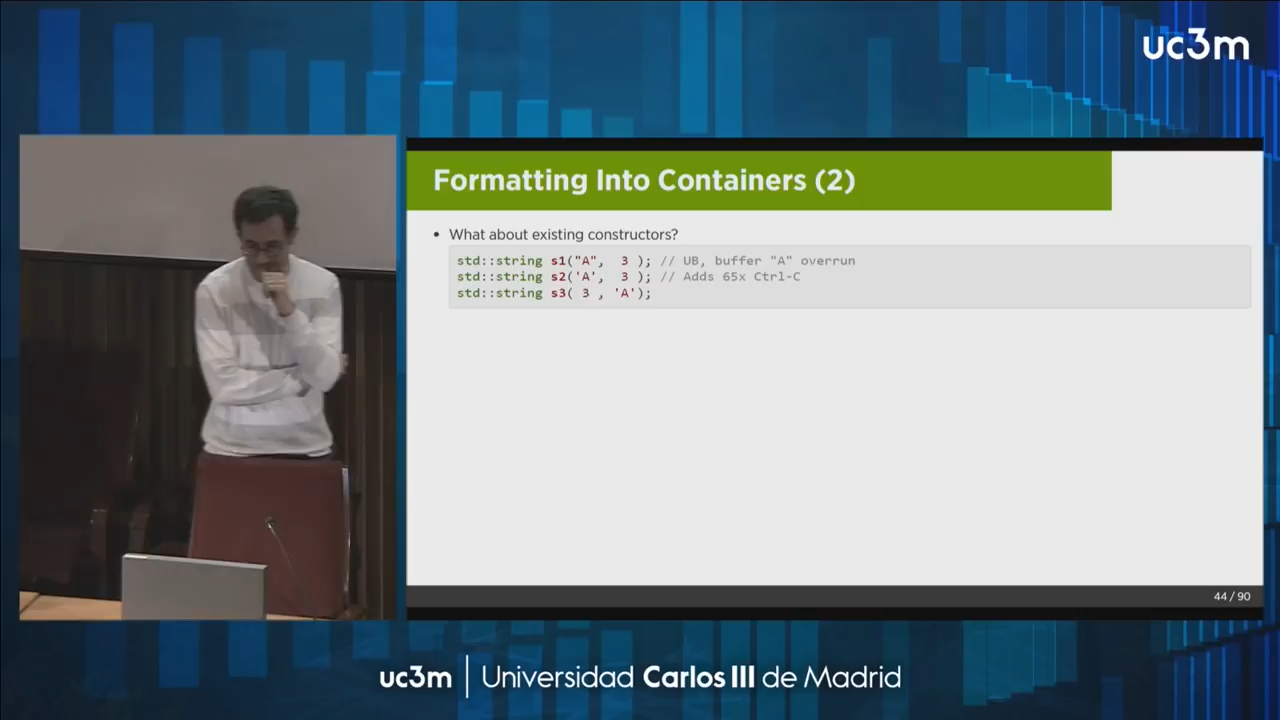 uc3m
Formatting Into Containers (2)
• What about existing constructors?
std::string s1("A",  3 ); // UB, buffer "A" overrun
std::string s2('A',  3 ); // Adds 65x Ctrl-C
std::string s3( 3 , 'A');
44 / 90
uc3m | Universidad Carlos III de Madrid